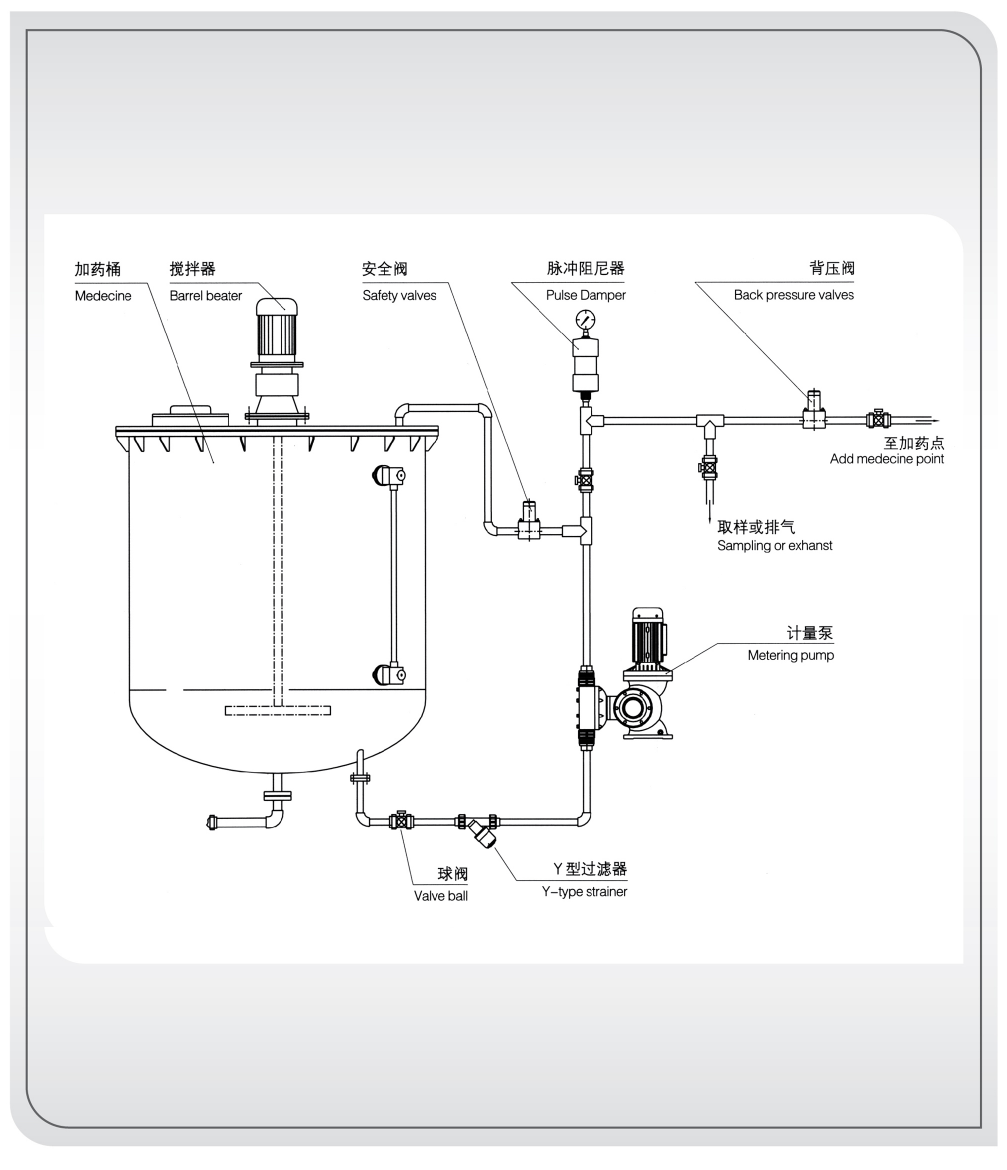 加药桶
Medecine
搅拌器
Barrel beater
安全阀
Safety valves
脉冲阻尼器
Pulse Damper
背压阀
Back pressure valves
至加药点
Add medecine point
取样或排气
Sampling or exhanst
计量泵
Metering pump
球阀
Valve ball
Y型过滤器
Y-type strainer